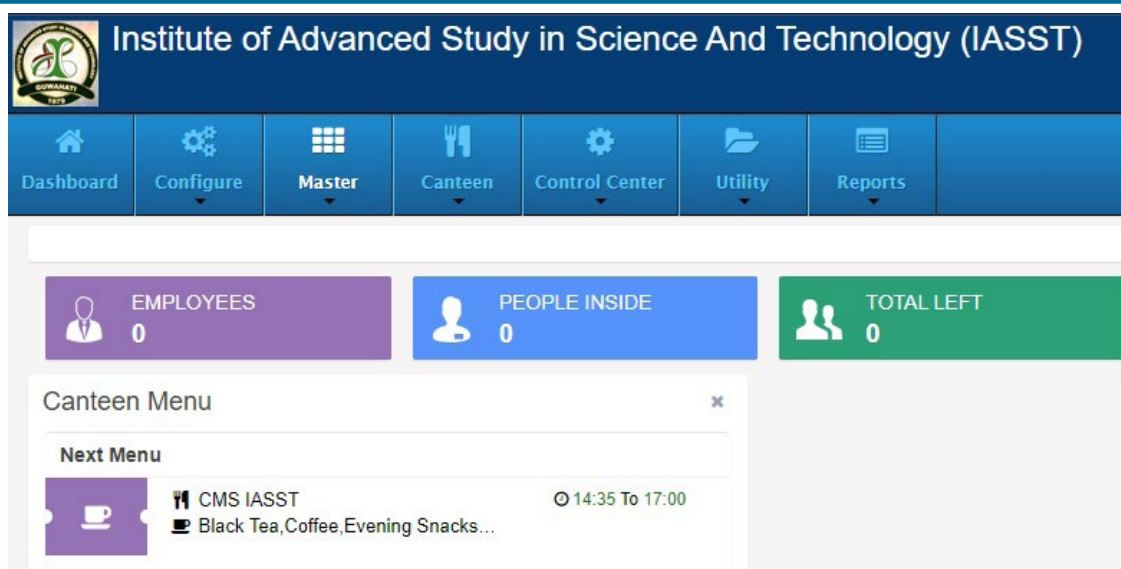 Institute of Advanced Study in Science And Technology (IASST)
GUWAHATI
1979
Dashboard Configure Master Canteen Control Center Utility Reports
EMPLOYEES
0
PEOPLE INSIDE
0
TOTAL LEFT
0
Canteen Menu
Next Menu
CMS IASST 14:35 To 17:00
Black Tea,Coffee,Evening Snacks...